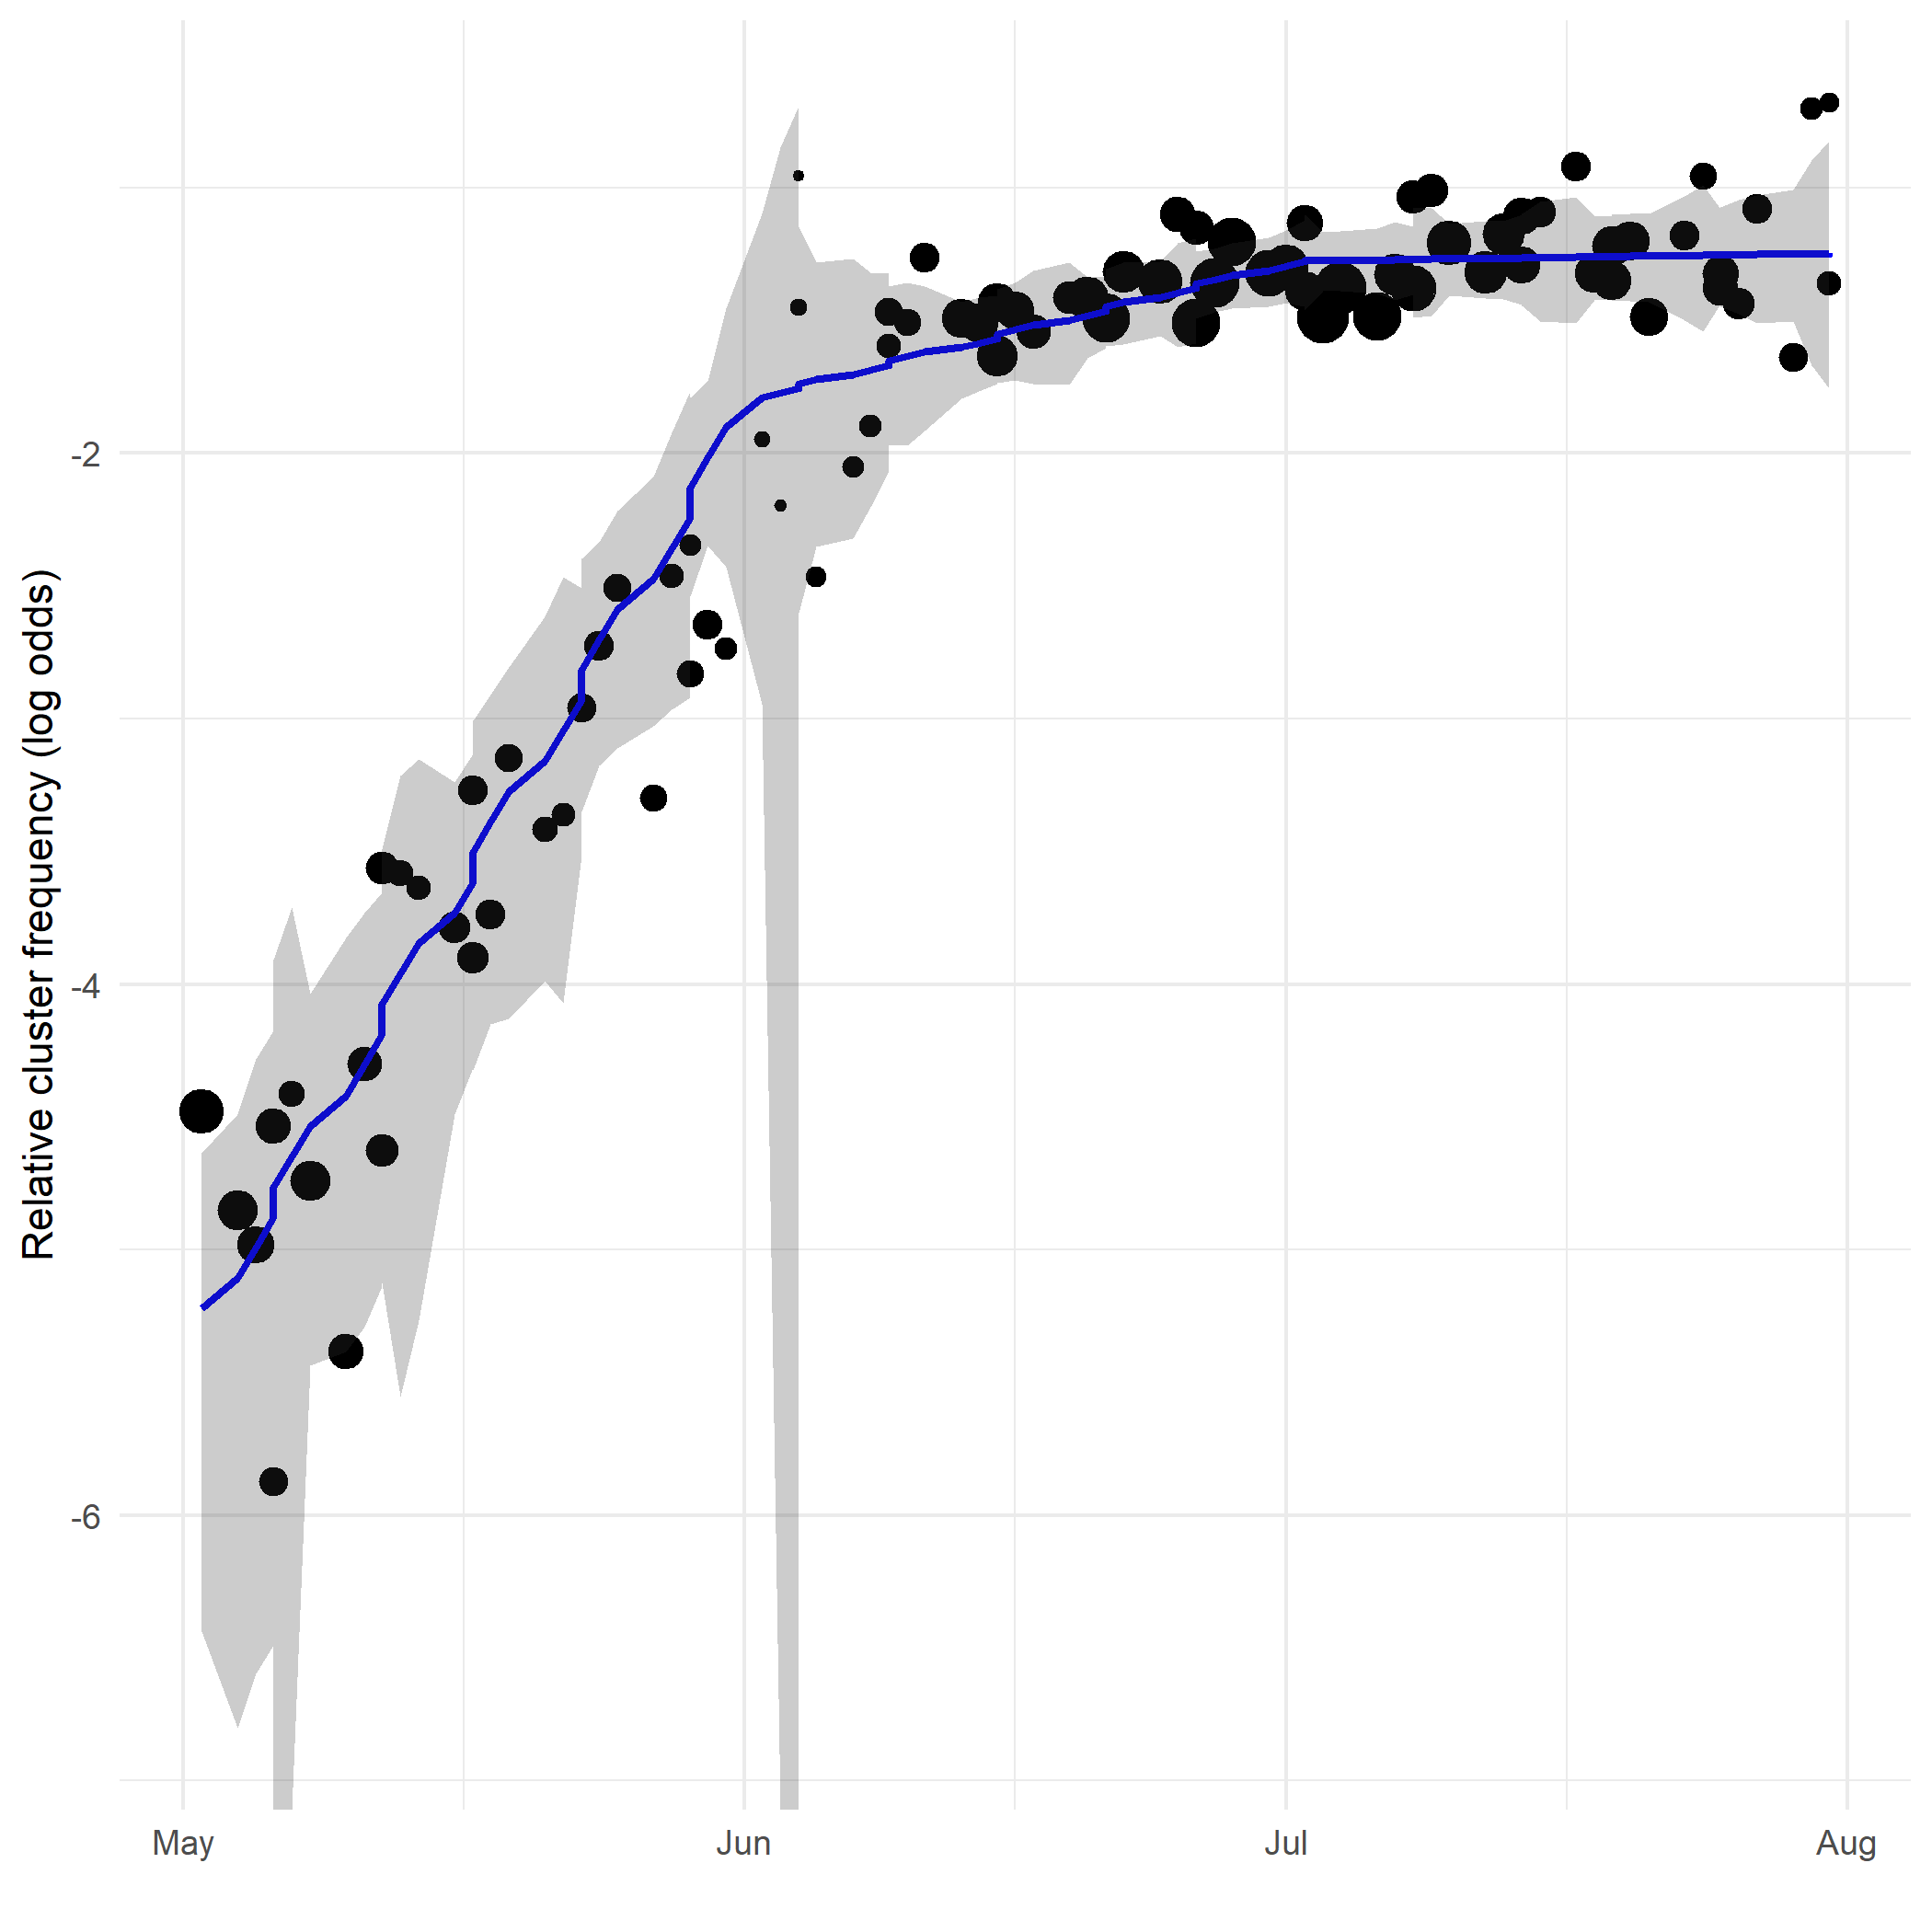 Relative cluster frequency (log odds)
-2
-4
-6
May
Jun
Jul
Aug